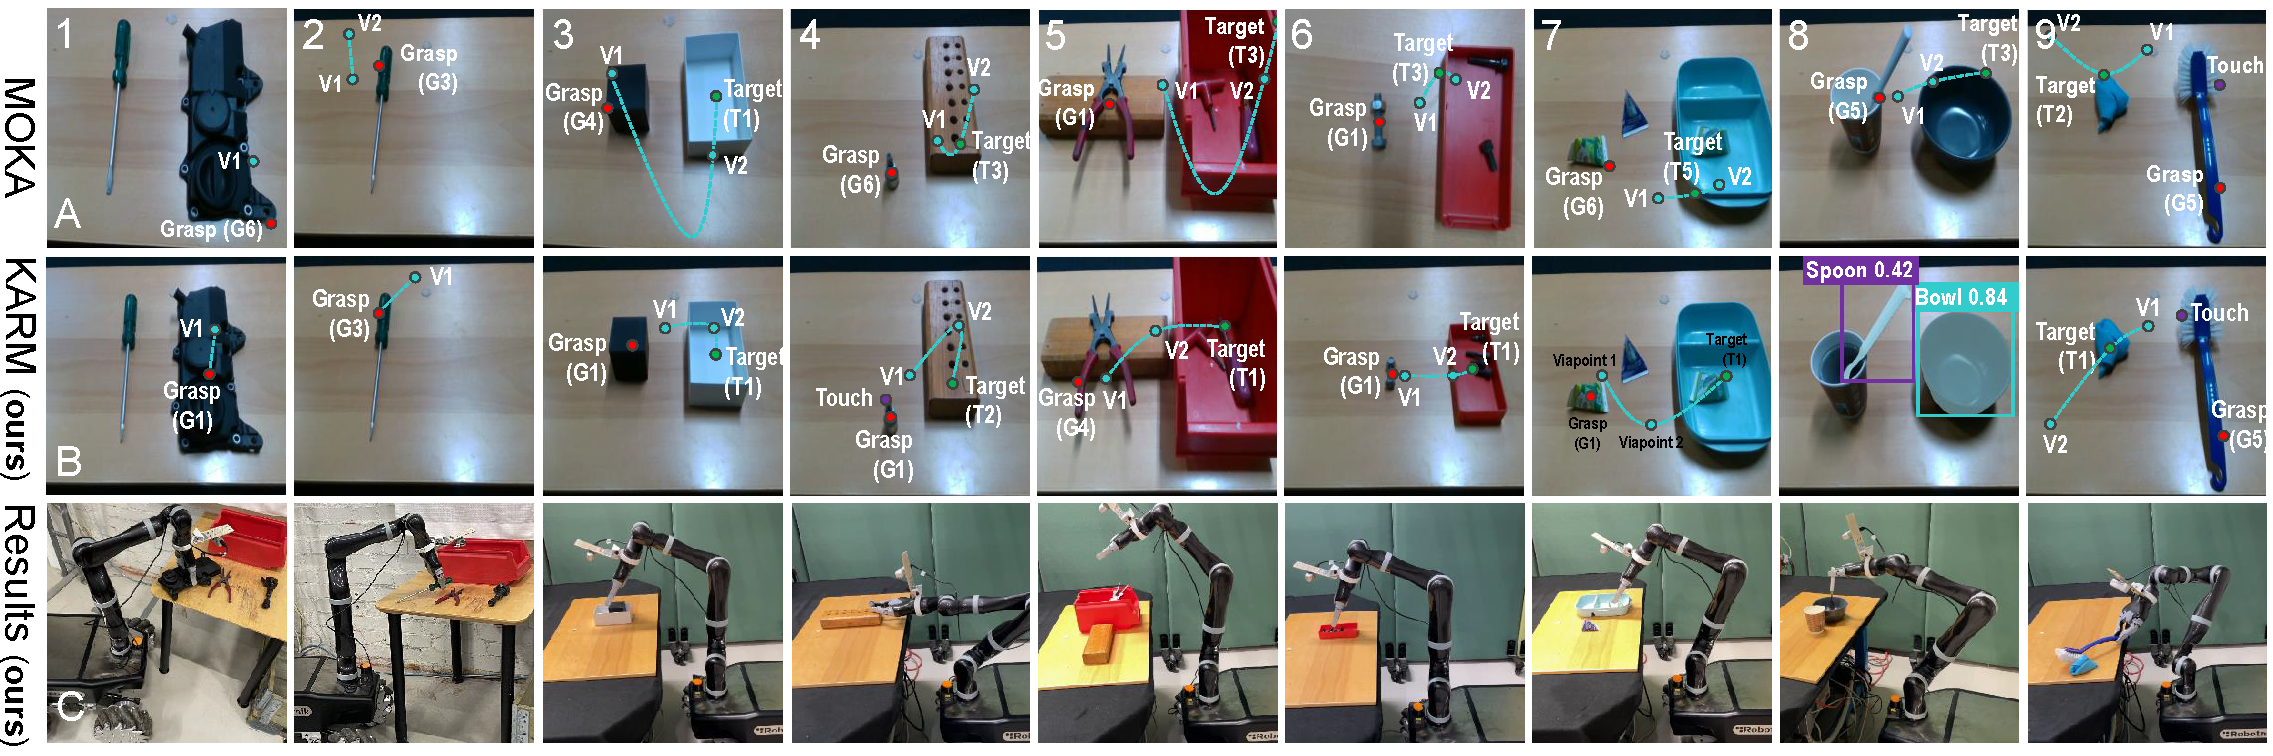 MOKA
A
1
V1
Grasp (G6)
2
V2
V1
Grasp
(G3)
3
V1
Grasp
(G4)
Target
(T1)
V2
4
V2
V1
Target
(T3)
Grasp
(G6)
5
Target
(T3)
Grasp
(G1)
V1
V2
6
Target
(T3)
V2
Grasp
(G1)
V1
7
Target
(T5)
Grasp
(G6)
V1
V2
8
Target
(T3)
V2
Grasp
(G5)
V1
9
V2
V1
Touch
Target
(T2)
Grasp
(G5)
KARM (ours)
B
V1
Grasp
(G1)
V1
Grasp
(G3)
V1
V2
Grasp
(G1)
Target
(T1)
V2
V1
Touch
Target
(T2)
Grasp
(G1)
V2
Target
(T1)
Grasp
(G4)
V1
Target
(T1)
Grasp
(G1)
V2
V1
Viapoint 1
Target
(T1)
Grasp
(G1)
Viapoint 2
Spoon 0.42
Bowl 0.84
V1
Touch
Target
(T1)
Grasp
(G5)
V2
Results (ours)
C